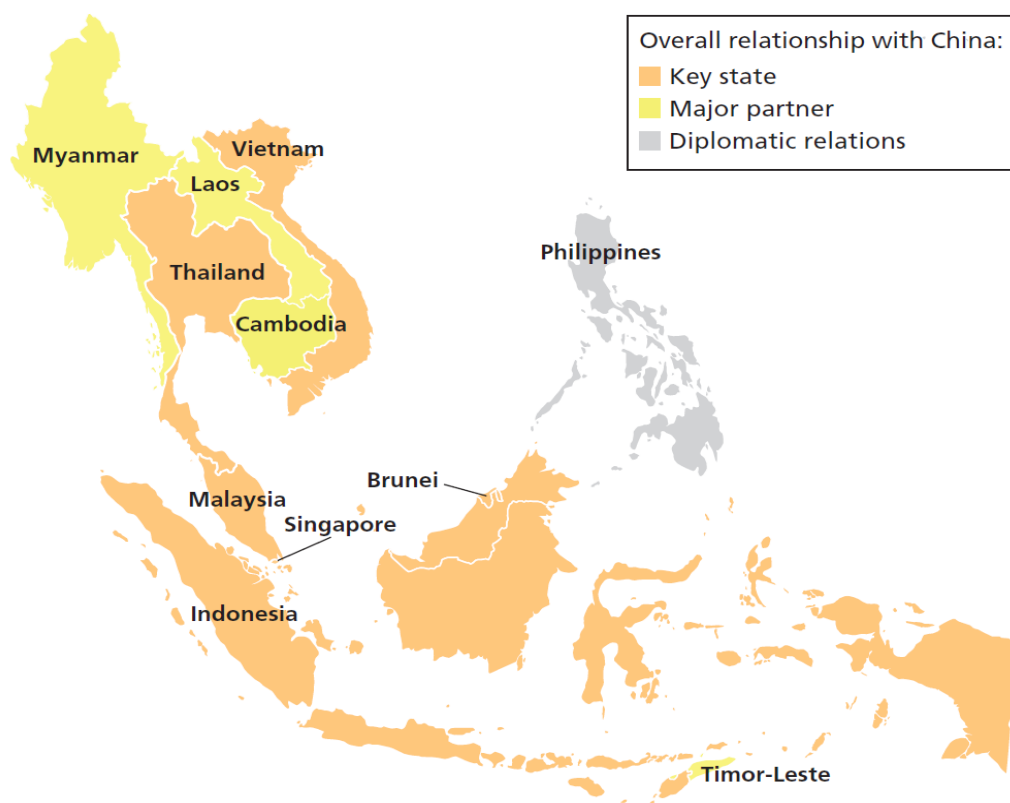 Overall relationship with China:
Key state
Major partner
Diplomatic relations
Myanmar
Vietnam
Laos
Philippines
Thailand
Cambodia
Brunei
Malaysia
Singapore
Indonesia
Timor-Leste